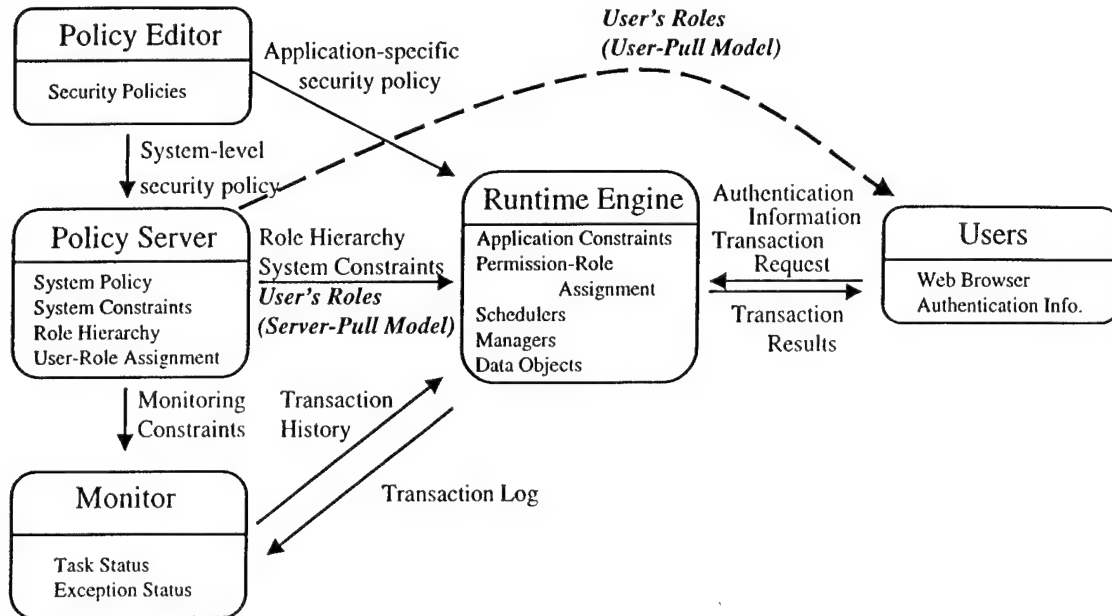 Policy Editor
Security Policies
Application-specific
security policy
User's Roles
(User-Pull Model)
System-level
security policy
Policy Server
System Policy
System Constraints
Role Hierarchy
User-Role Assignment
Role Hierarchy
System Constraints
User's Roles
(Server-Pull Model)
Runtime Engine
Application Constraints
Permission-Role
Assignment
Schedulers
Managers
Data Objects
Authentication
Information
Transaction
Request
Transaction
Results
Users
Web Browser
Authentication Info.
Monitoring
Constraints
Transaction
History
Transaction Log
Monitor
Task Status
Exception Status